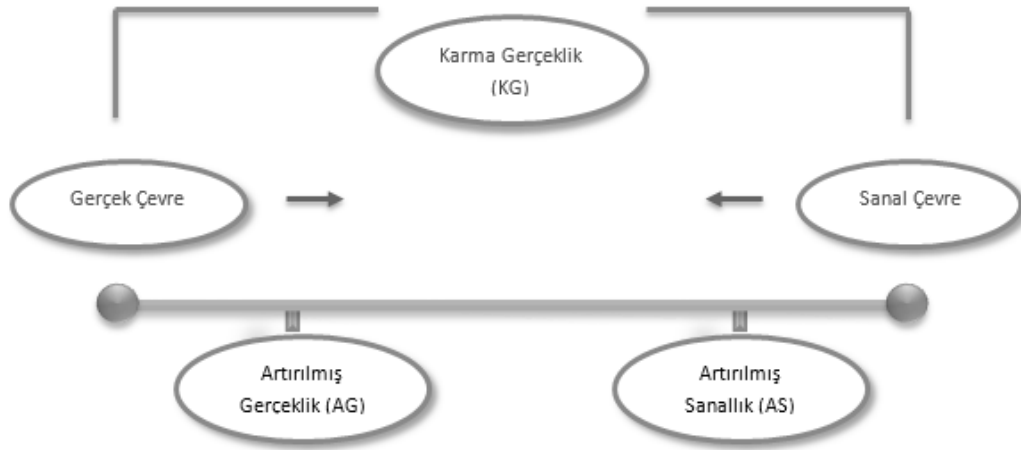 Karma Gerçeklik
(KG)
Gerçek Çevre
Sanal Çevre
Artırılmış
Gerçeklik (AG)
Artırılmış
Sanallık (AS)